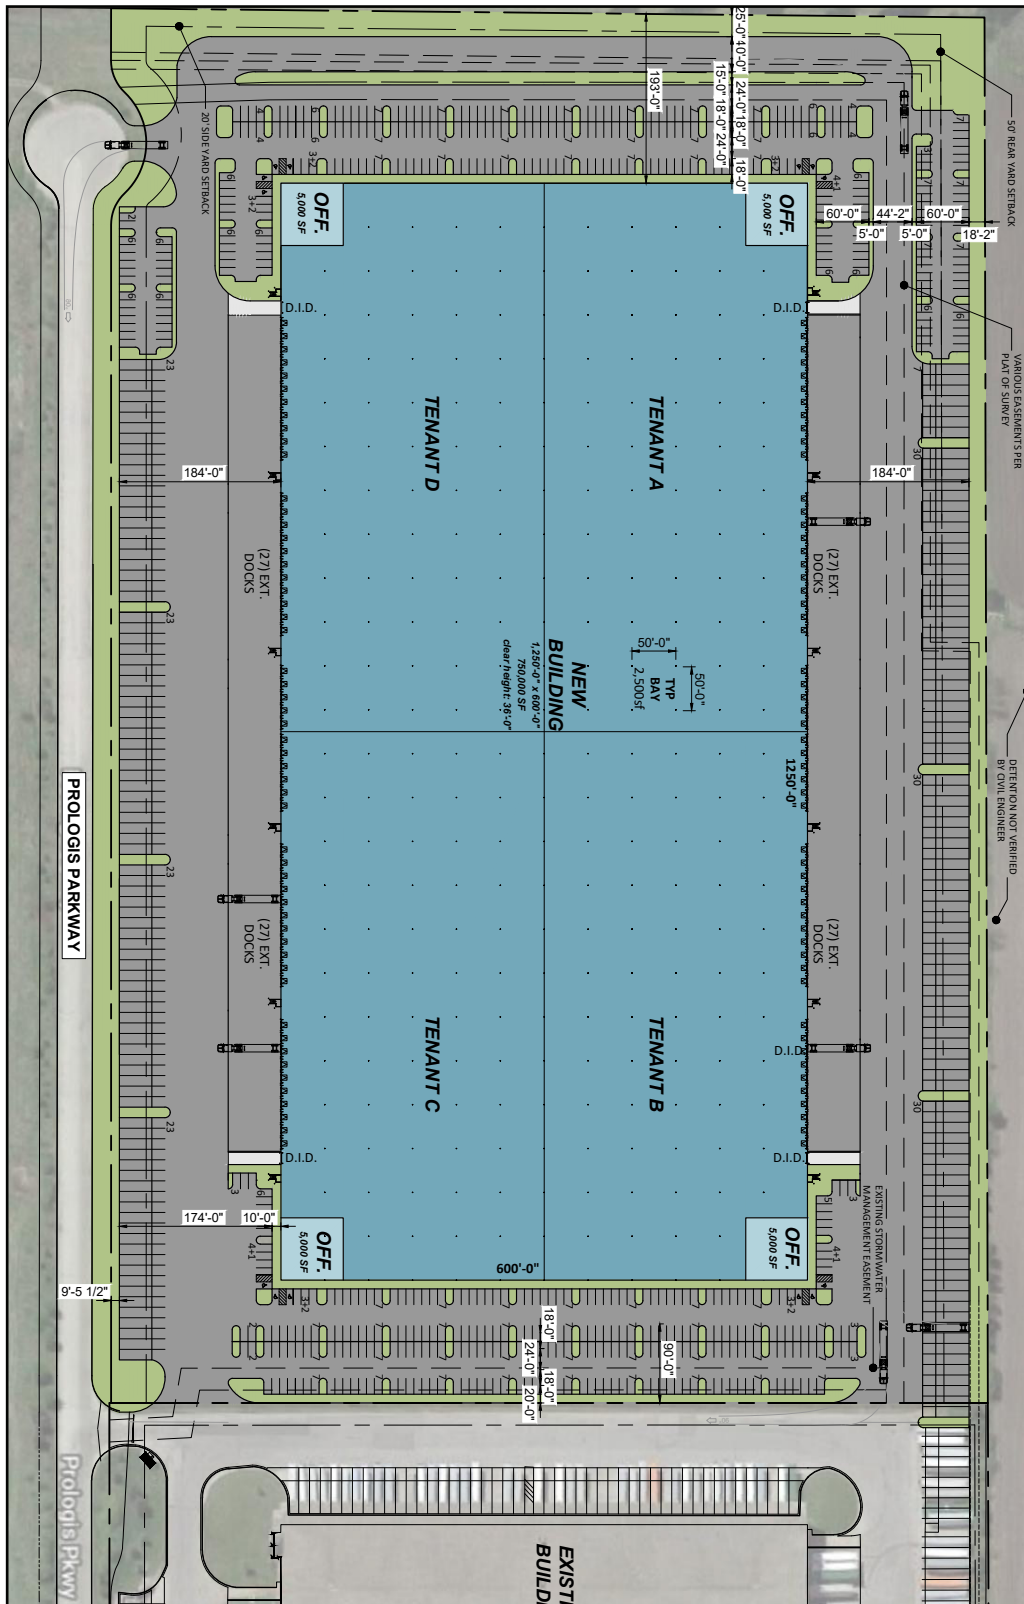 25'-0"
40'-0"
15'-0"
24'-0"
18'-0"
18'-0"
24'-0"
18'-0"
193'-0"
20' SIDE YARD SETBACK
50' REAR YARD SETBACK
OFF.
5,000 SF
OFF.
5,000 SF
60'-0"
44'-2"
60'-0"
5'-0"
5'-0"
18'-2"
D.I.D.
D.I.D.
VARIOUS EASEMENTS PER
PLAT OF SURVEY
TENANT D
TENANT A
184'-0"
184'-0"
(27) EXT.
DOCKS
(27) EXT.
DOCKS
NEW
BUILDING
1,250'-0" x 600'-0"
750,000 SF
clear height: 36'-0"
50'-0"
50'-0"
TYP
BAY
2,500sf
1250'-0"
DETENTION NOT VERIFIED
BY CIVIL ENGINEER
PROLOGIS PARKWAY
(27) EXT.
DOCKS
(27) EXT.
DOCKS
TENANT C
TENANT B
D.I.D.
D.I.D.
D.I.D.
EXISTING STORMWATER
MANAGEMENT EASEMENT
174'-0"
10'-0"
OFF.
5,000 SF
OFF.
5,000 SF
600'-0"
9'-5 1/2"
18'-0"
24'-0"
18'-0"
20'-0"
90'-0"
Prologis Pkwy
EXIST
BUILD